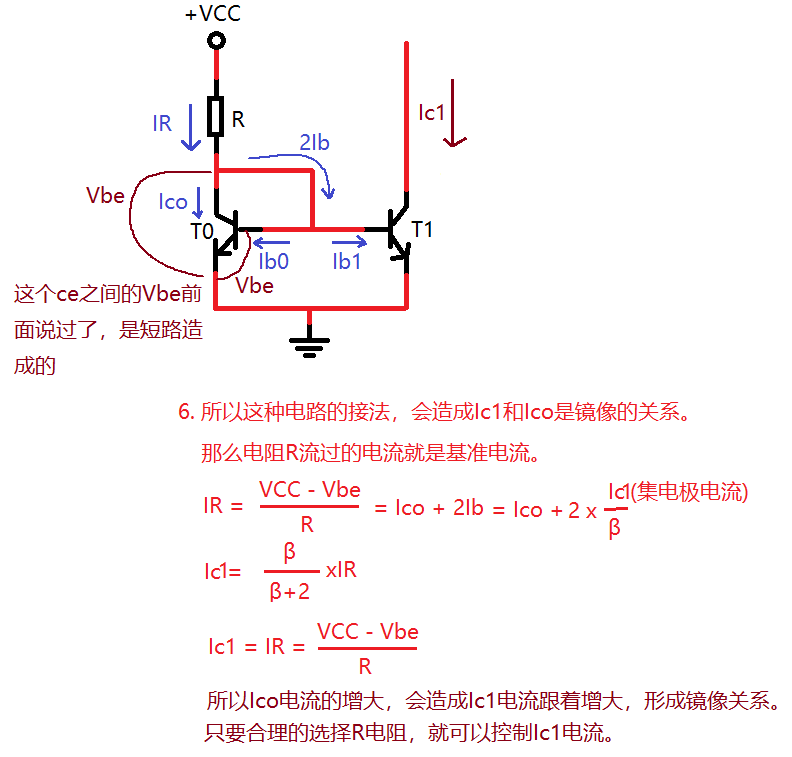 +VCC
IR
R
2Ib
Ic1
Vbe
Ico
T0
T1
Ib0
Ib1
Vbe
这个ce之间的Vbe前
面说过了，是短路造
成的
6. 所以这种电路的接法，会造成Ic1和Ico是镜像的关系。
那么电阻R流过的电流就是基准电流。
IR = VCC - Vbe / R = Ico + 2Ib = Ico + 2 x Ic1(集电极电流) / β
Ic1= β / β+2 xIR
Ic1 = IR = VCC - Vbe / R
所以Ico电流的增大，会造成Ic1电流跟着增大，形成镜像关系。
只要合理的选择R电阻，就可以控制Ic1电流。